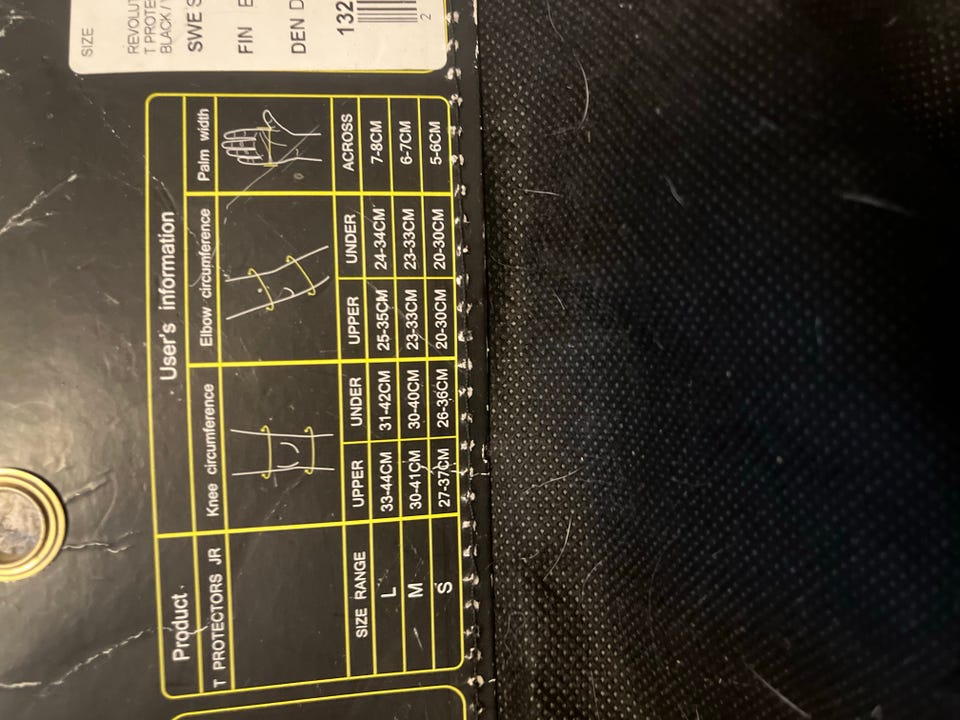 Product User's information
T PROTECTORS JR Knee circumference Elbow circumference Palm width
SIZE RANGE UPPER UNDER UPPER UNDER ACROSS
L 33-44CM 31-42CM 25-35CM 24-34CM 7-8CM
M 30-41CM 30-40CM 23-33CM 23-33CM 6-7CM
S 27-37CM 26-36CM 20-30CM 20-30CM 5-6CM
SIZE
REVOLUT
T PROTE
BLACK/
SWE S
FIN E
DEN D
132
2